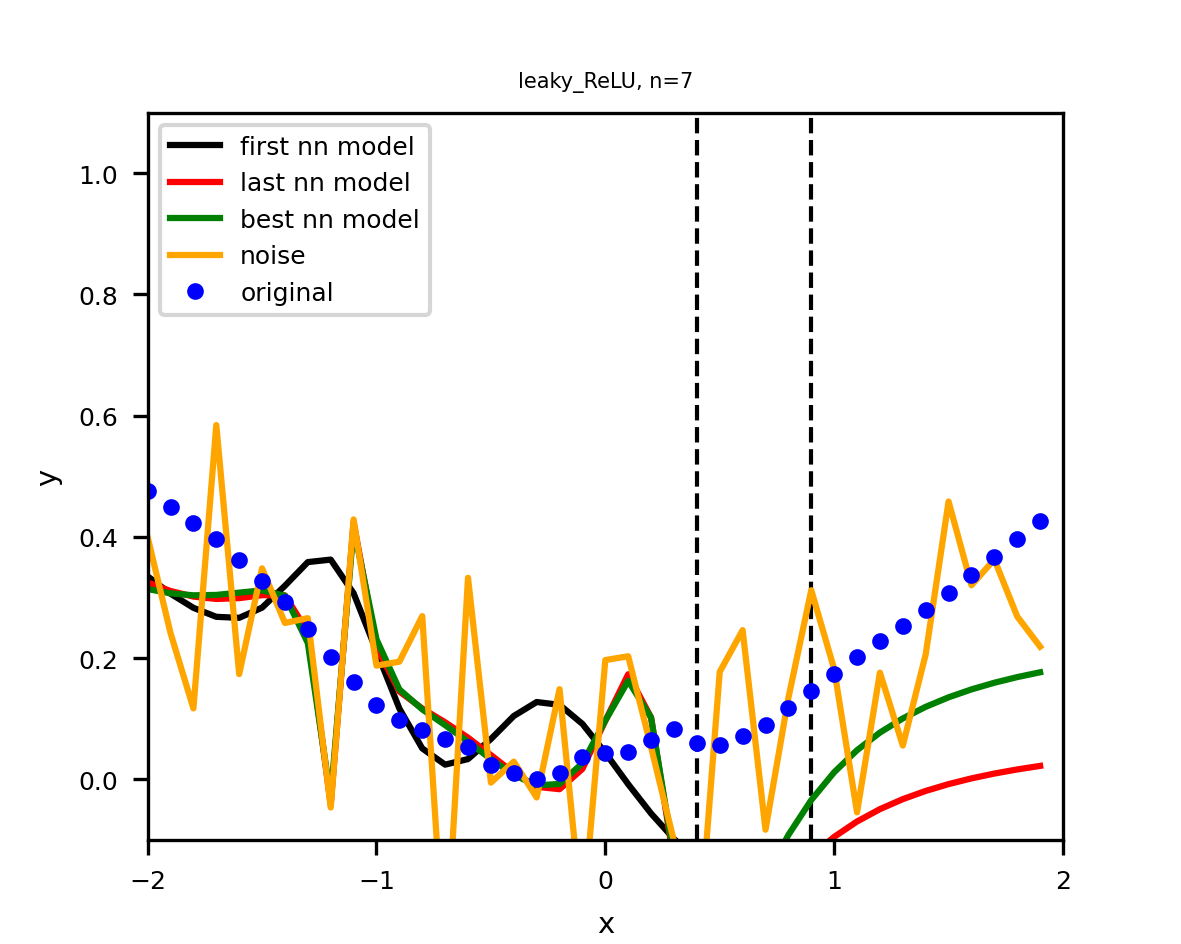 leaky_ReLU, n=7
first nn model
last nn model
best nn model
noise
original
1.0
0.8
0.6
0.4
0.2
0.0
y
−2 −1 0 1 2
x